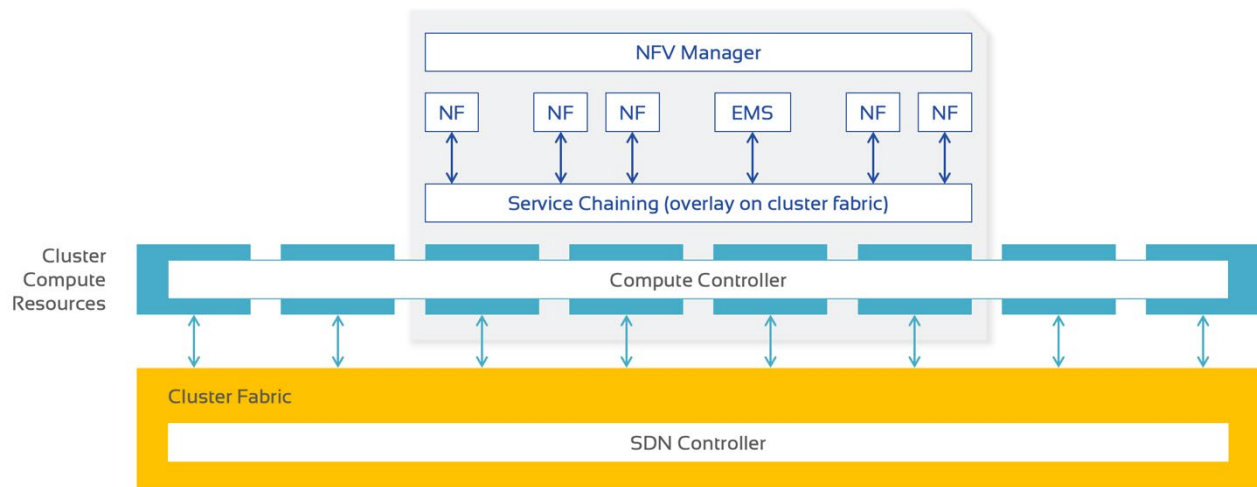 NFV Manager
NF NF NF EMS NF NF
Service Chaining (overlay on cluster fabric)
Cluster
Compute
Resources
Compute Controller
Cluster Fabric
SDN Controller